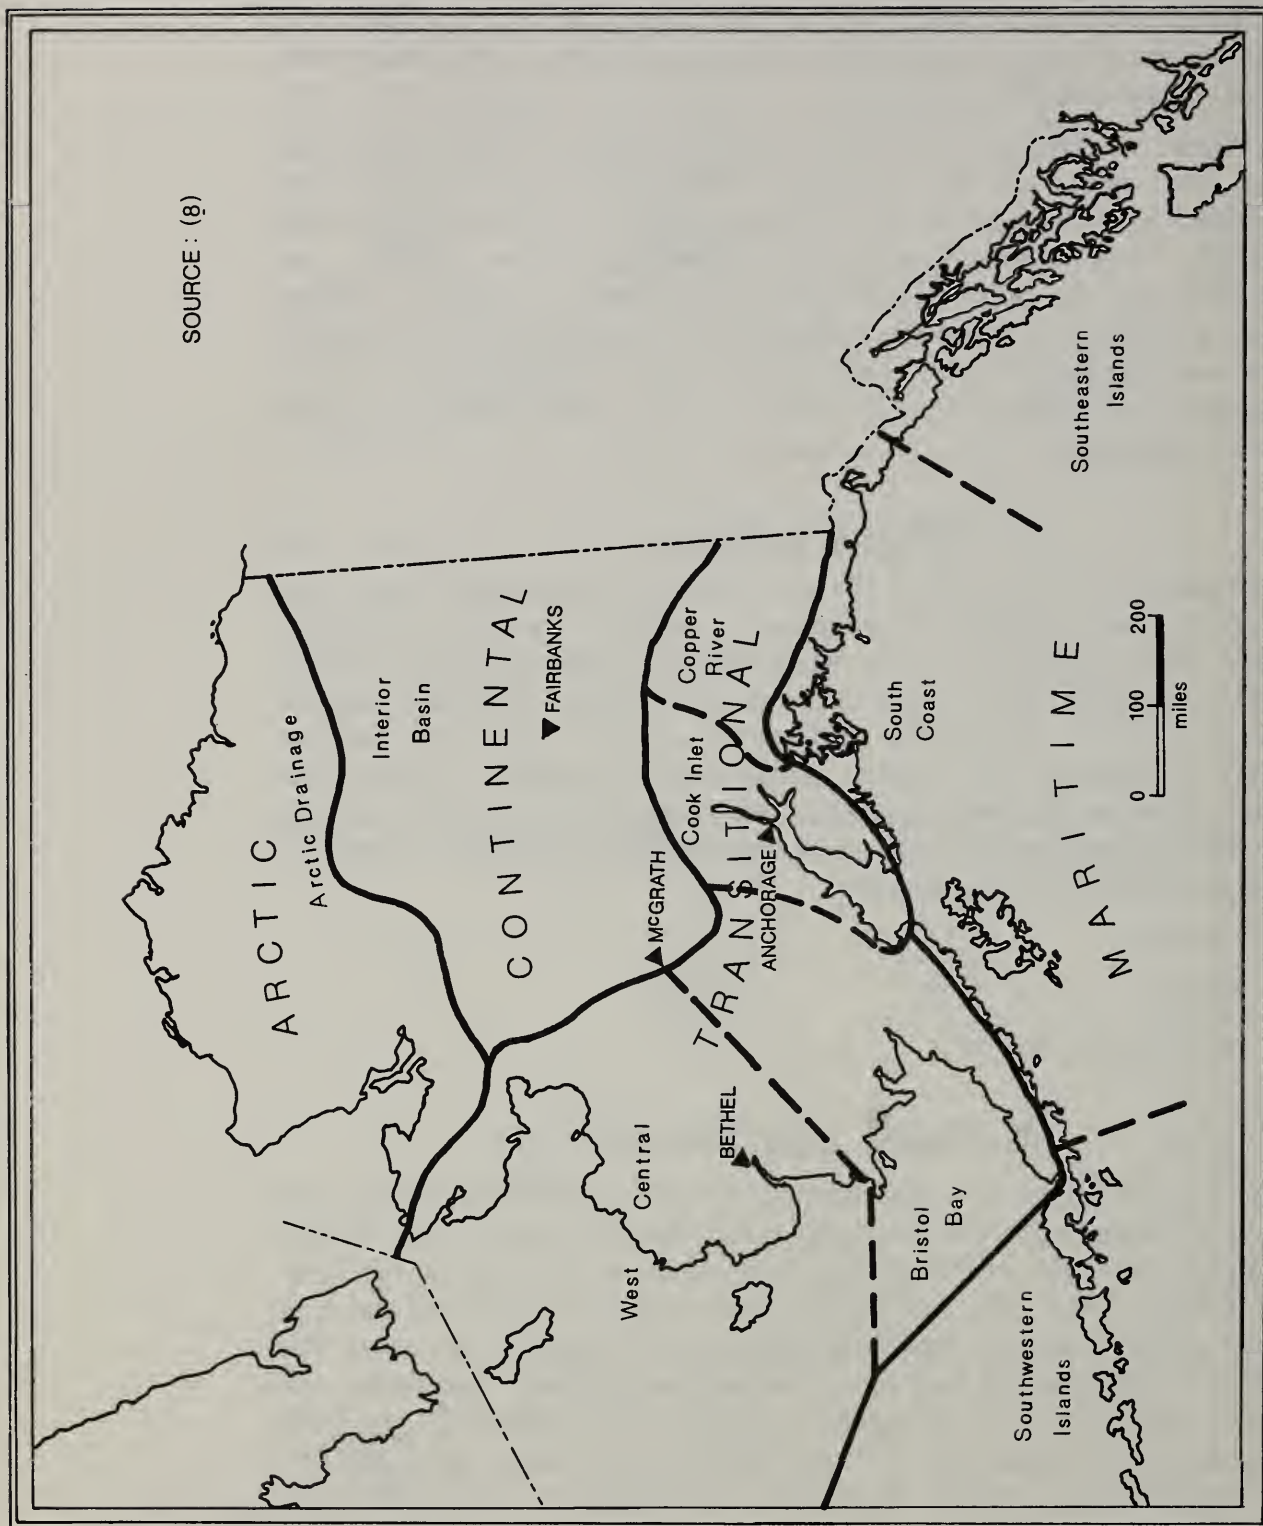 SOURCE: (8)
ARCTIC
Arctic Drainage
Interior
Basin
CONTINENTAL
FAIRBANKS
McGRATH
Cook Inlet
Copper
River
TRANSITIONAL
ANCHORAGE
BETHEL
West Central
Bristol
Bay
South
Coast
Southeastern
Islands
Southwestern
Islands
MARITIME
0 100 200
miles